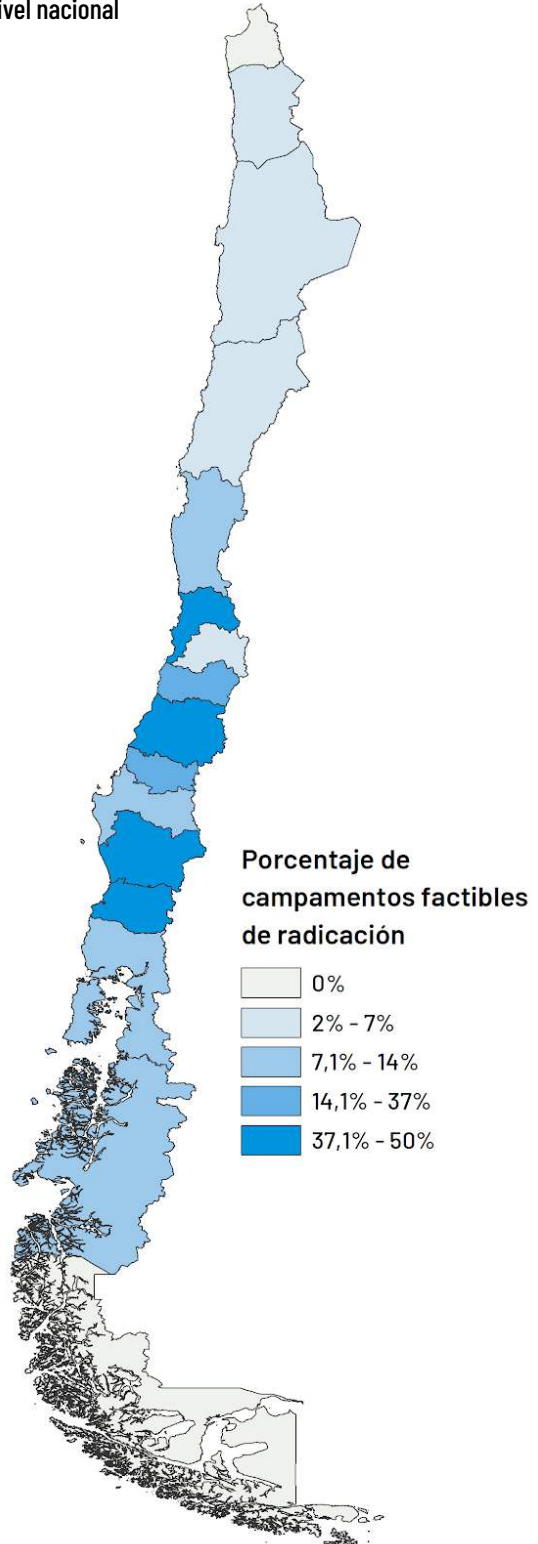 ivel nacional
Porcentaje de
campamentos factibles
de radicación
0%
2% - 7%
7,1% - 14%
14,1% - 37%
37,1% - 50%